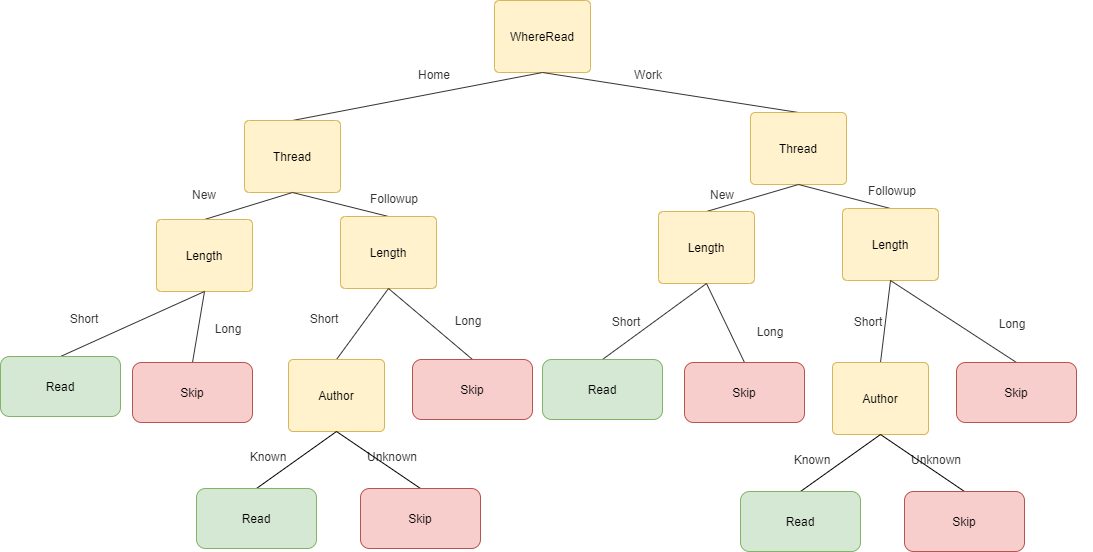 WhereRead
Home
Work
Thread
Thread
New
Followup
New
Followup
Length
Length
Length
Length
Short
Long
Short
Long
Short
Long
Short
Long
Read
Skip
Author
Skip
Read
Skip
Author
Skip
Known
Unknown
Known
Unknown
Read
Skip
Read
Skip